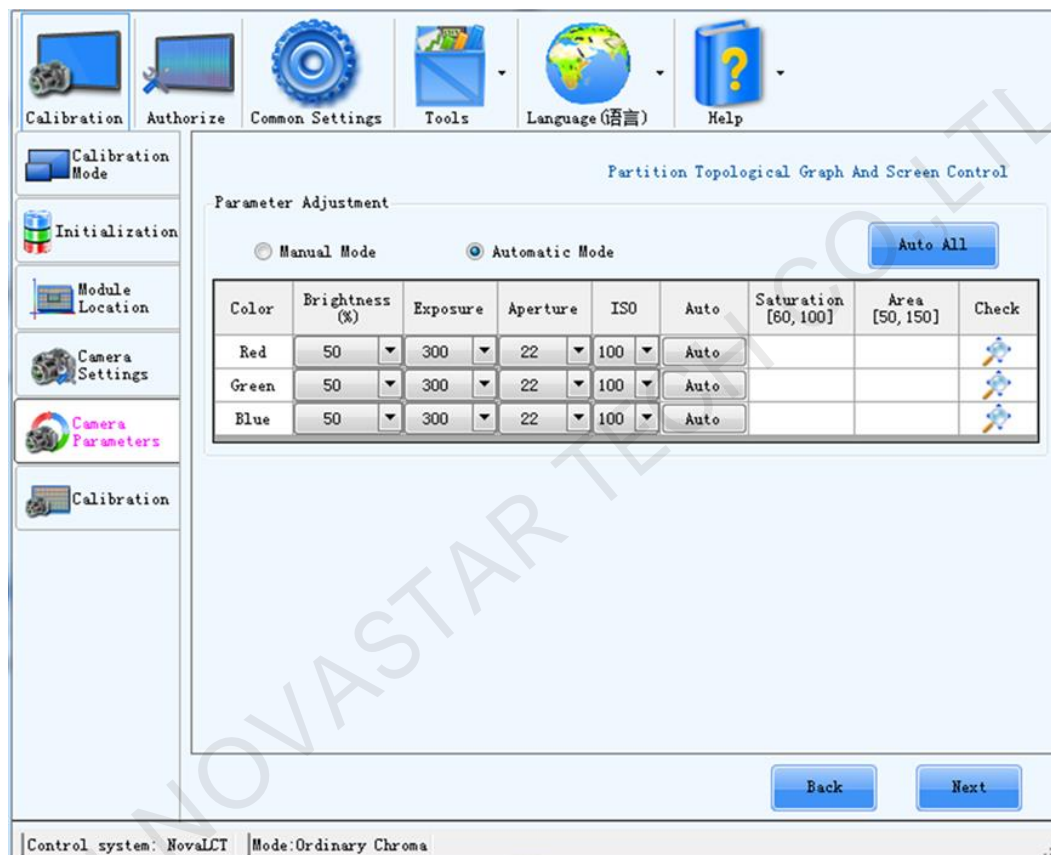 Calibration Authorize Common Settings Tools Language(语言) Help
Calibration
Mode
Initialization
Module
Location
Camera
Settings
Camera
Parameters
Calibration
Partition Topological Graph And Screen Control
Parameter Adjustment
Manual Mode Automatic Mode Auto All
Color Brightness (%) Exposure Aperture ISO Auto Saturation [60, 100] Area [50, 150] Check
Red 50 300 22 100 Auto
Green 50 300 22 100 Auto
Blue 50 300 22 100 Auto
Back Next
Control system: NovaLCT Mode:Ordinary Chroma
NOVASTAR TECH CO.,LTD